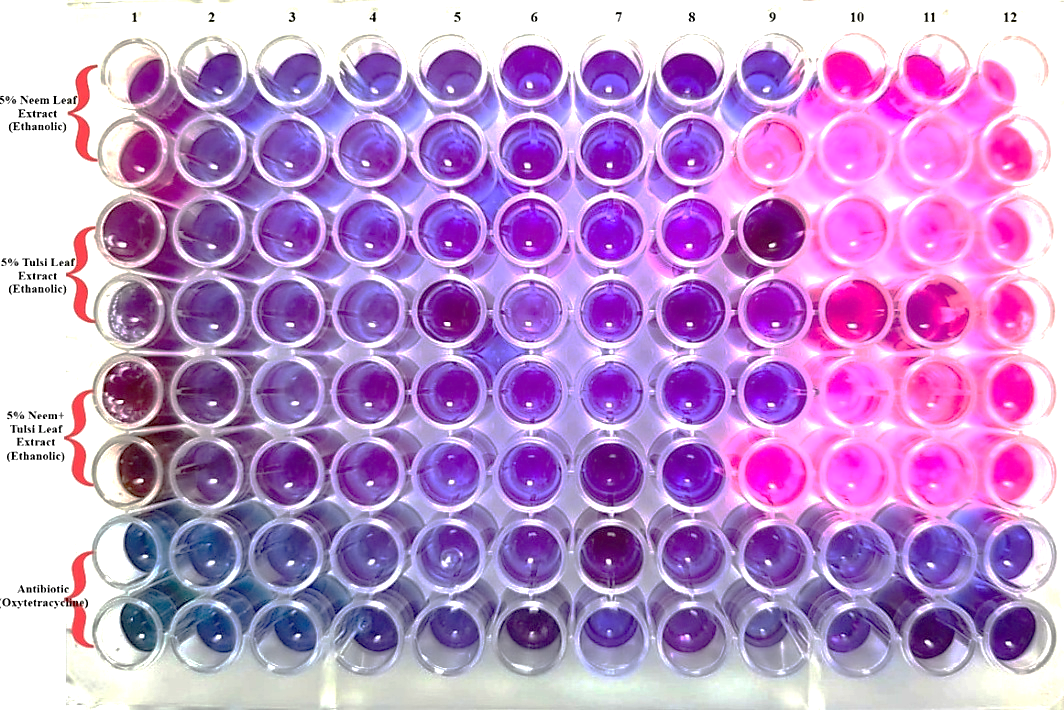 1 2 3 4 5 6 7 8 9 10 11 12
5% Neem Leaf
Extract
(Ethanolic)
5% Tulsi Leaf
Extract
(Ethanolic)
5% Neem+
Tulsi Leaf
Extract
(Ethanolic)
Antibiotic
(Oxytetracycline)